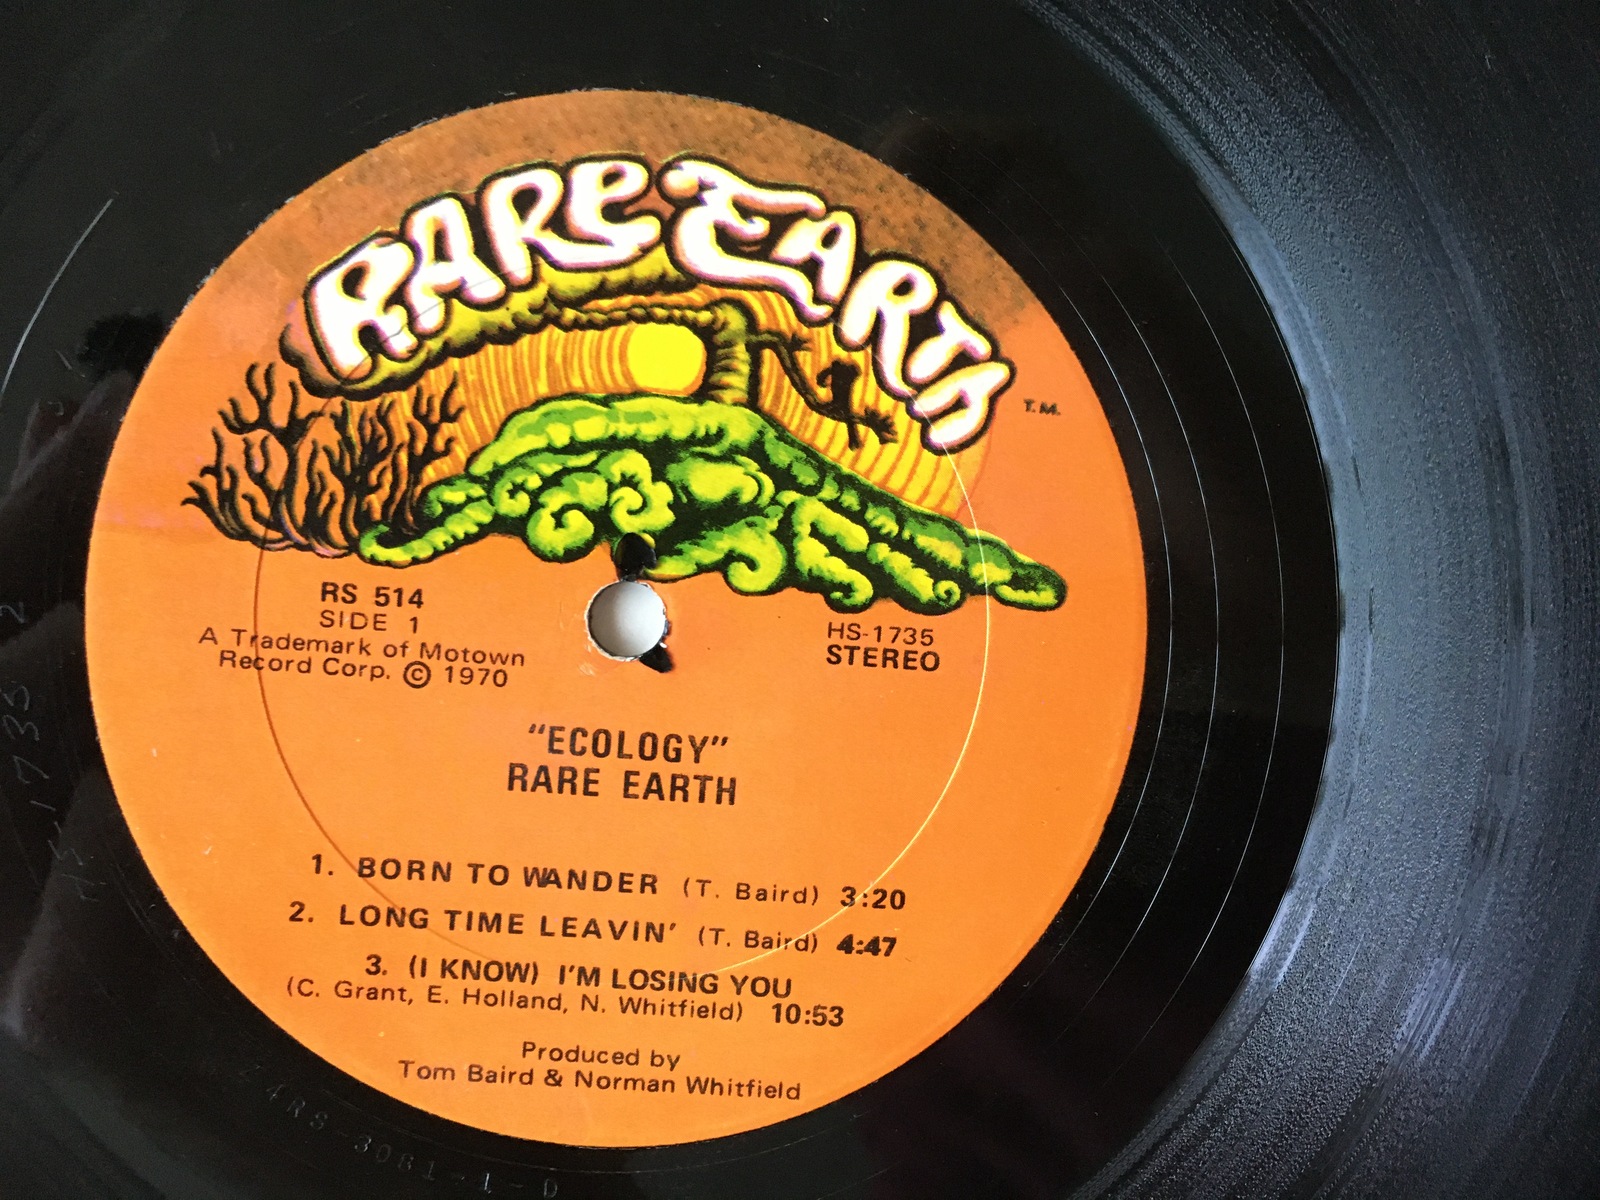 RARE EARTH
T.M.
RS 514
SIDE 1
A Trademark of Motown
Record Corp. © 1970
HS-1735
STEREO
"ECOLOGY"
RARE EARTH
1. BORN TO WANDER (T. Baird) 3:20
2. LONG TIME LEAVIN' (T. Baird) 4:47
3. (I KNOW) I'M LOSING YOU
(C. Grant, E. Holland, N. Whitfield) 10:53
Produced by
Tom Baird & Norman Whitfield